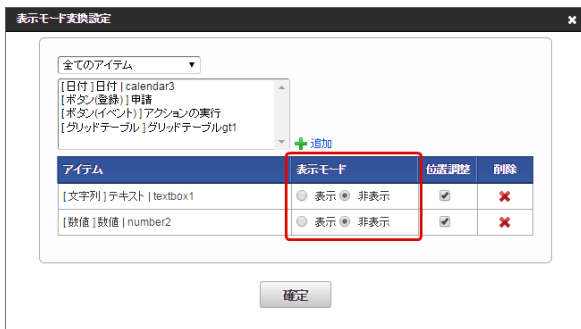 表示モード変換設定
全てのアイテム
[日付]日付 | calendar3
[ボタン(登録)]申請
[ボタン(イベント)]アクションの実行
[グリッドテーブル]グリッドテーブルgt1
追加
アイテム 表示モード 位置調整 削除
[文字列]テキスト | textbox1 表示 非表示
[数値]数値 | number2 表示 非表示
確定